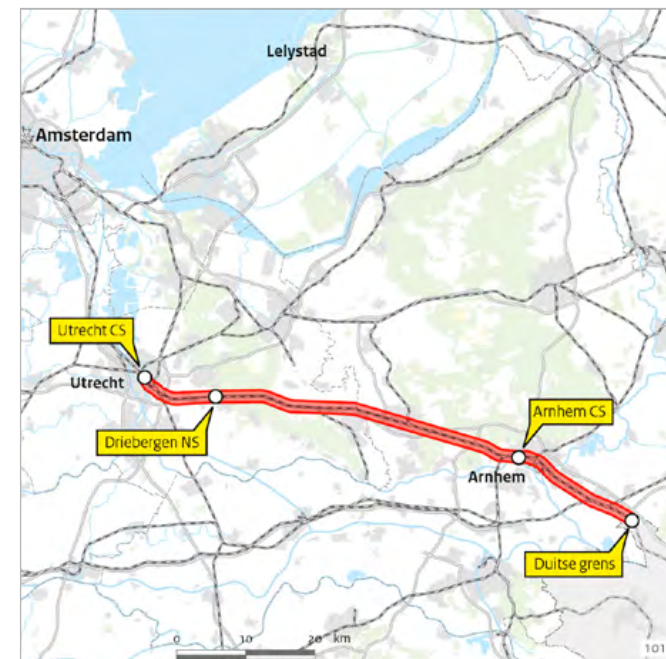 Lelystad
Amsterdam
Utrecht CS
Utrecht
Driebergen NS
Arnhem CS
Arnhem
Duitse grens
0 10 20 km
101